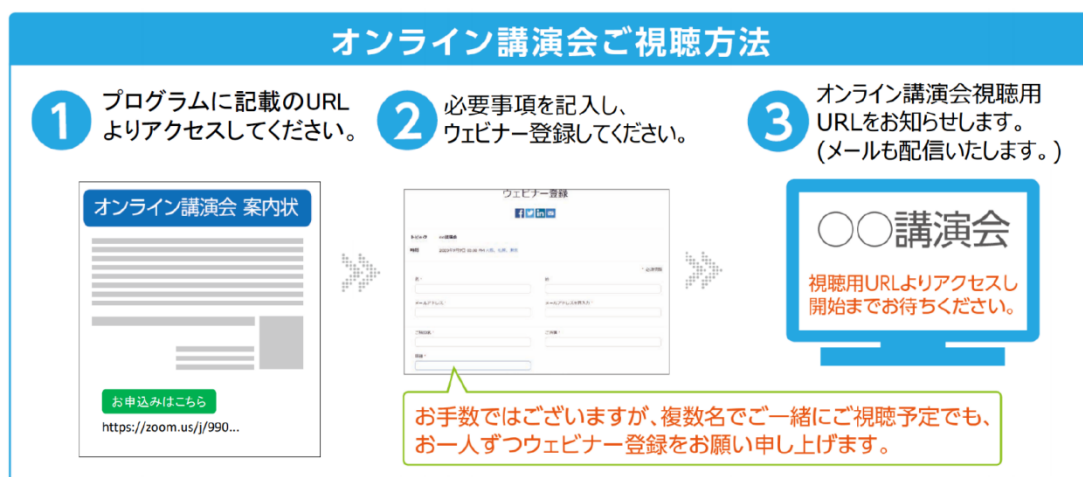 オンライン講演会ご視聴方法
1
プログラムに記載のURL
よりアクセスしてください。
2
必要事項を記入し、
ウェビナー登録してください。
3
オンライン講演会視聴用
URLをお知らせします。
(メールも配信いたします。)
オンライン講演会 案内状
お申込みはこちら
https://zoom.us/j/990...
ウェビナー登録
時間
メールアドレス
○○講演会
視聴用URLよりアクセスし
開始までお待ちください。
お手数ではございますが、複数名でご一緒にご視聴予定でも、
お一人ずつウェビナー登録をお願い申し上げます。